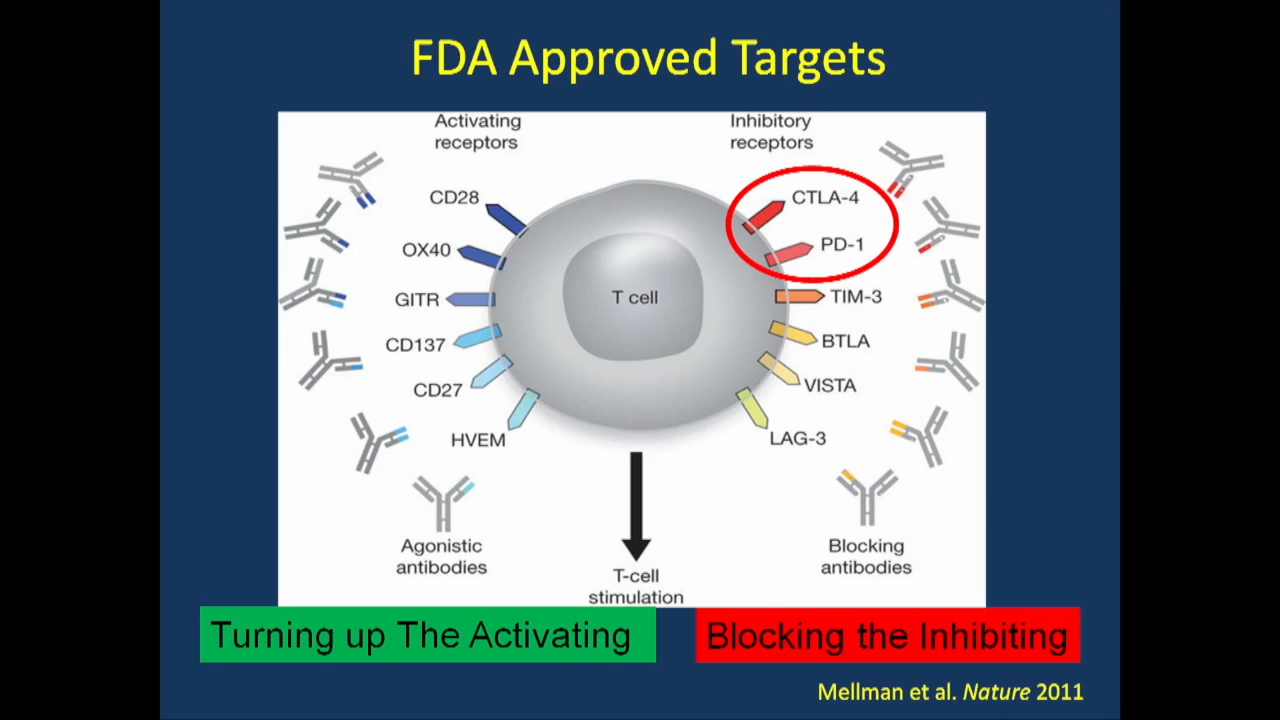 FDA Approved Targets
Activating
receptors
Inhibitory
receptors
CD28
OX40
GITR
CD137
CD27
HVEM
T cell
CTLA-4
PD-1
TIM-3
BTLA
VISTA
LAG-3
Agonistic
antibodies
T-cell
stimulation
Blocking
antibodies
Turning up The Activating
Blocking the Inhibiting
Mellman et al. Nature 2011